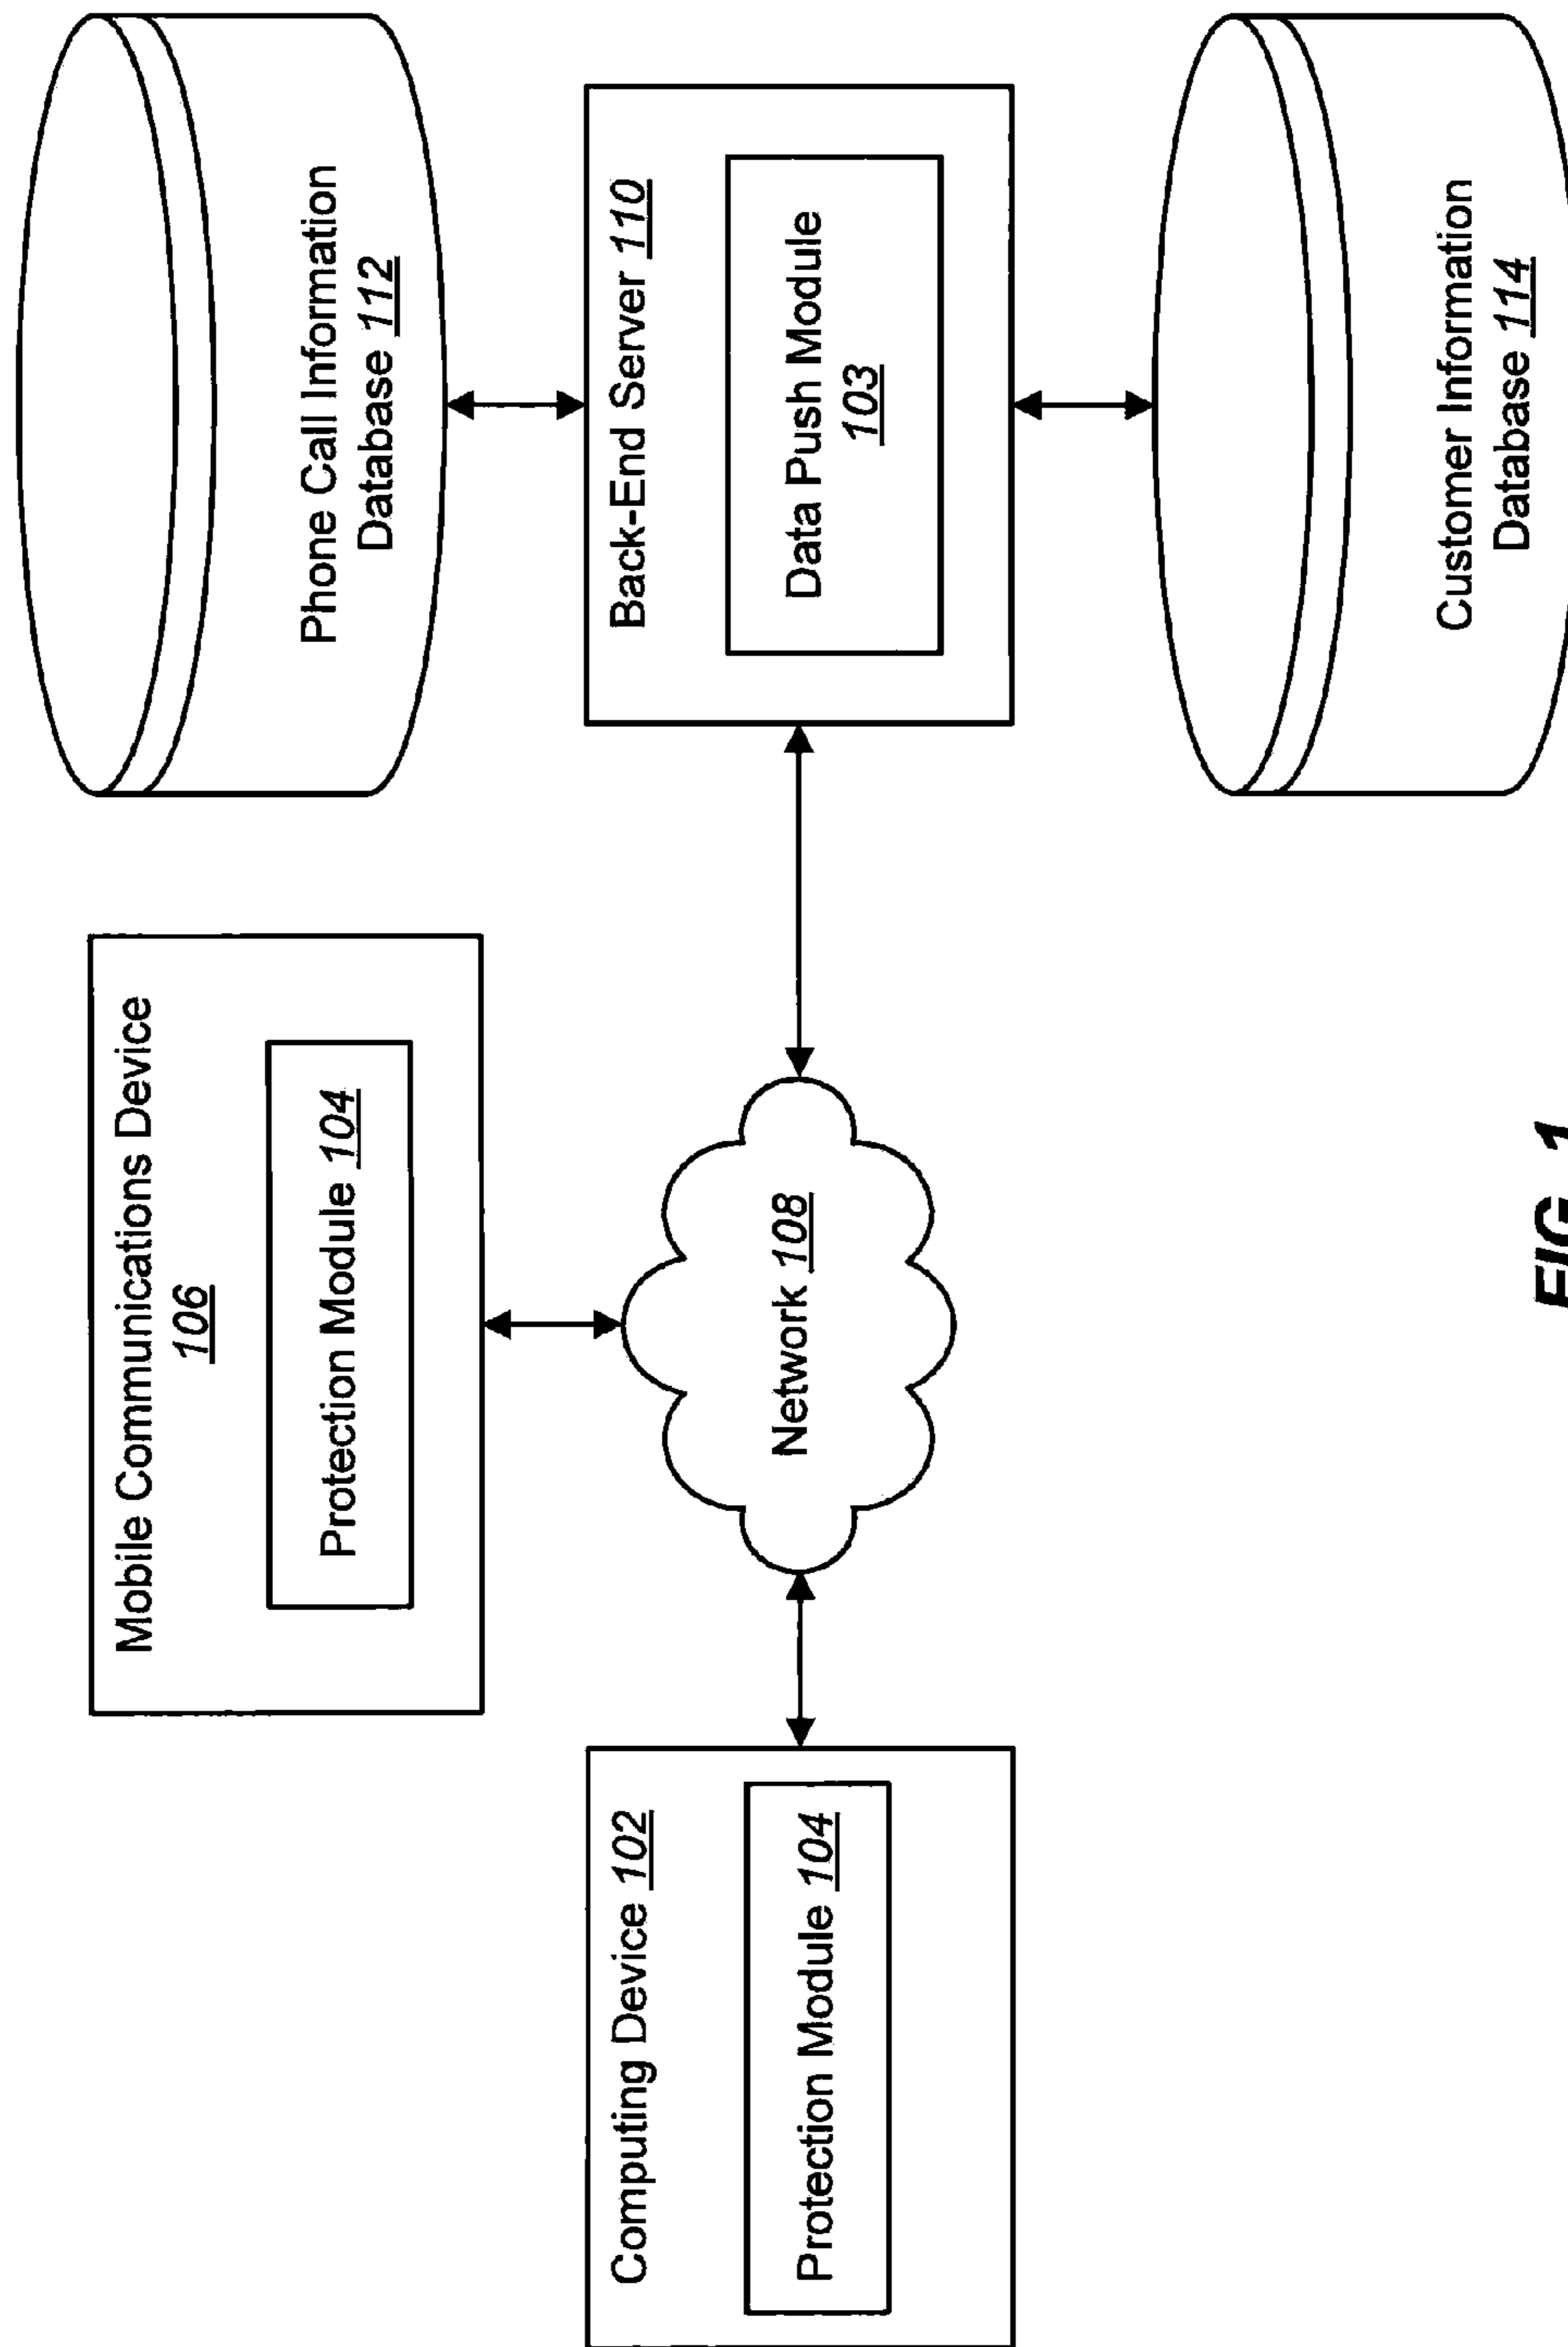 Mobile Communications Device
106
Protection Module 104
Phone Call Information
Database 112
Computing Device 102
Protection Module 104
Network 108
Back-End Server 110
Data Push Module
103
Customer Information
Database 114
FIG. 1